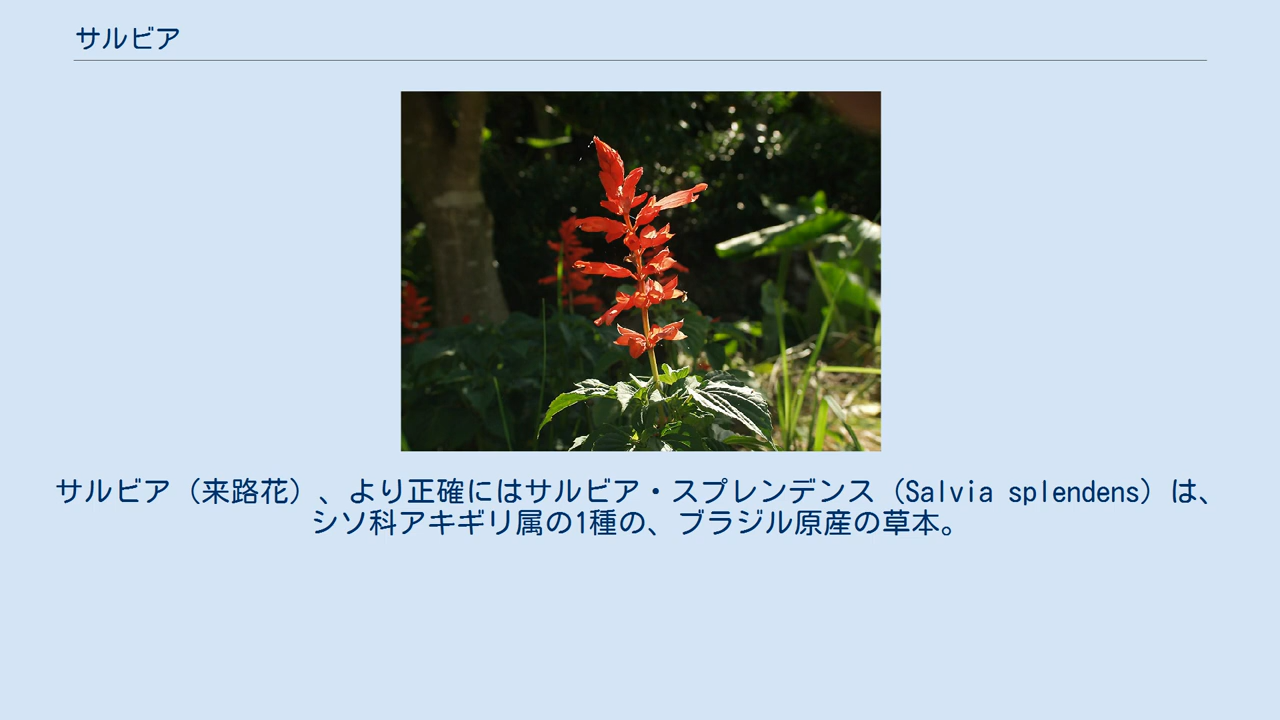 サルビア
サルビア（来路花）、より正確にはサルビア・スプレンデンス（Salvia splendens）は、
シソ科アキギリ属の1種の、ブラジル原産の草本。